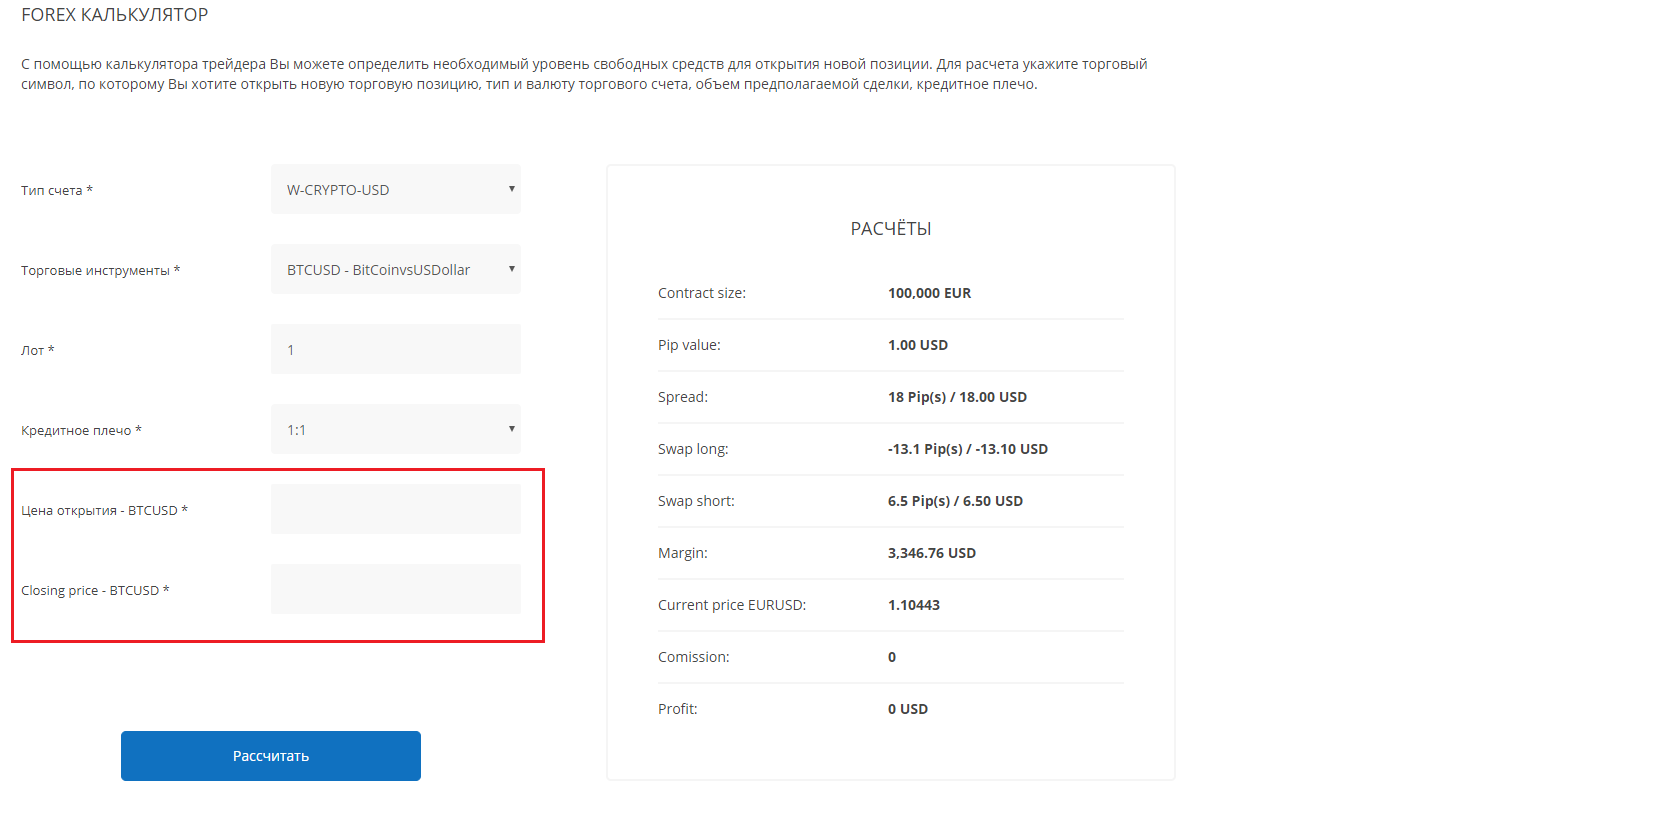 FOREX КАЛЬКУЛЯТОР
С помощью калькулятора трейдера Вы можете определить необходимый уровень свободных средств для открытия новой позиции. Для расчета укажите торговый
символ, по которому Вы хотите открыть новую торговую позицию, тип и валюту торгового счета, объем предполагаемой сделки, кредитное плечо.
Тип счета *
W-CRYPTO-USD
Торговые инструменты *
BTCUSD - BitCoinvsUSDollar
Лот *
1
Кредитное плечо *
1:1
Цена открытия - BTCUSD *
Closing price - BTCUSD *
Рассчитать
РАСЧЁТЫ
Contract size: 100,000 EUR
Pip value: 1.00 USD
Spread: 18 Pip(s) / 18.00 USD
Swap long: -13.1 Pip(s) / -13.10 USD
Swap short: 6.5 Pip(s) / 6.50 USD
Margin: 3,346.76 USD
Current price EURUSD: 1.10443
Comission: 0
Profit: 0 USD